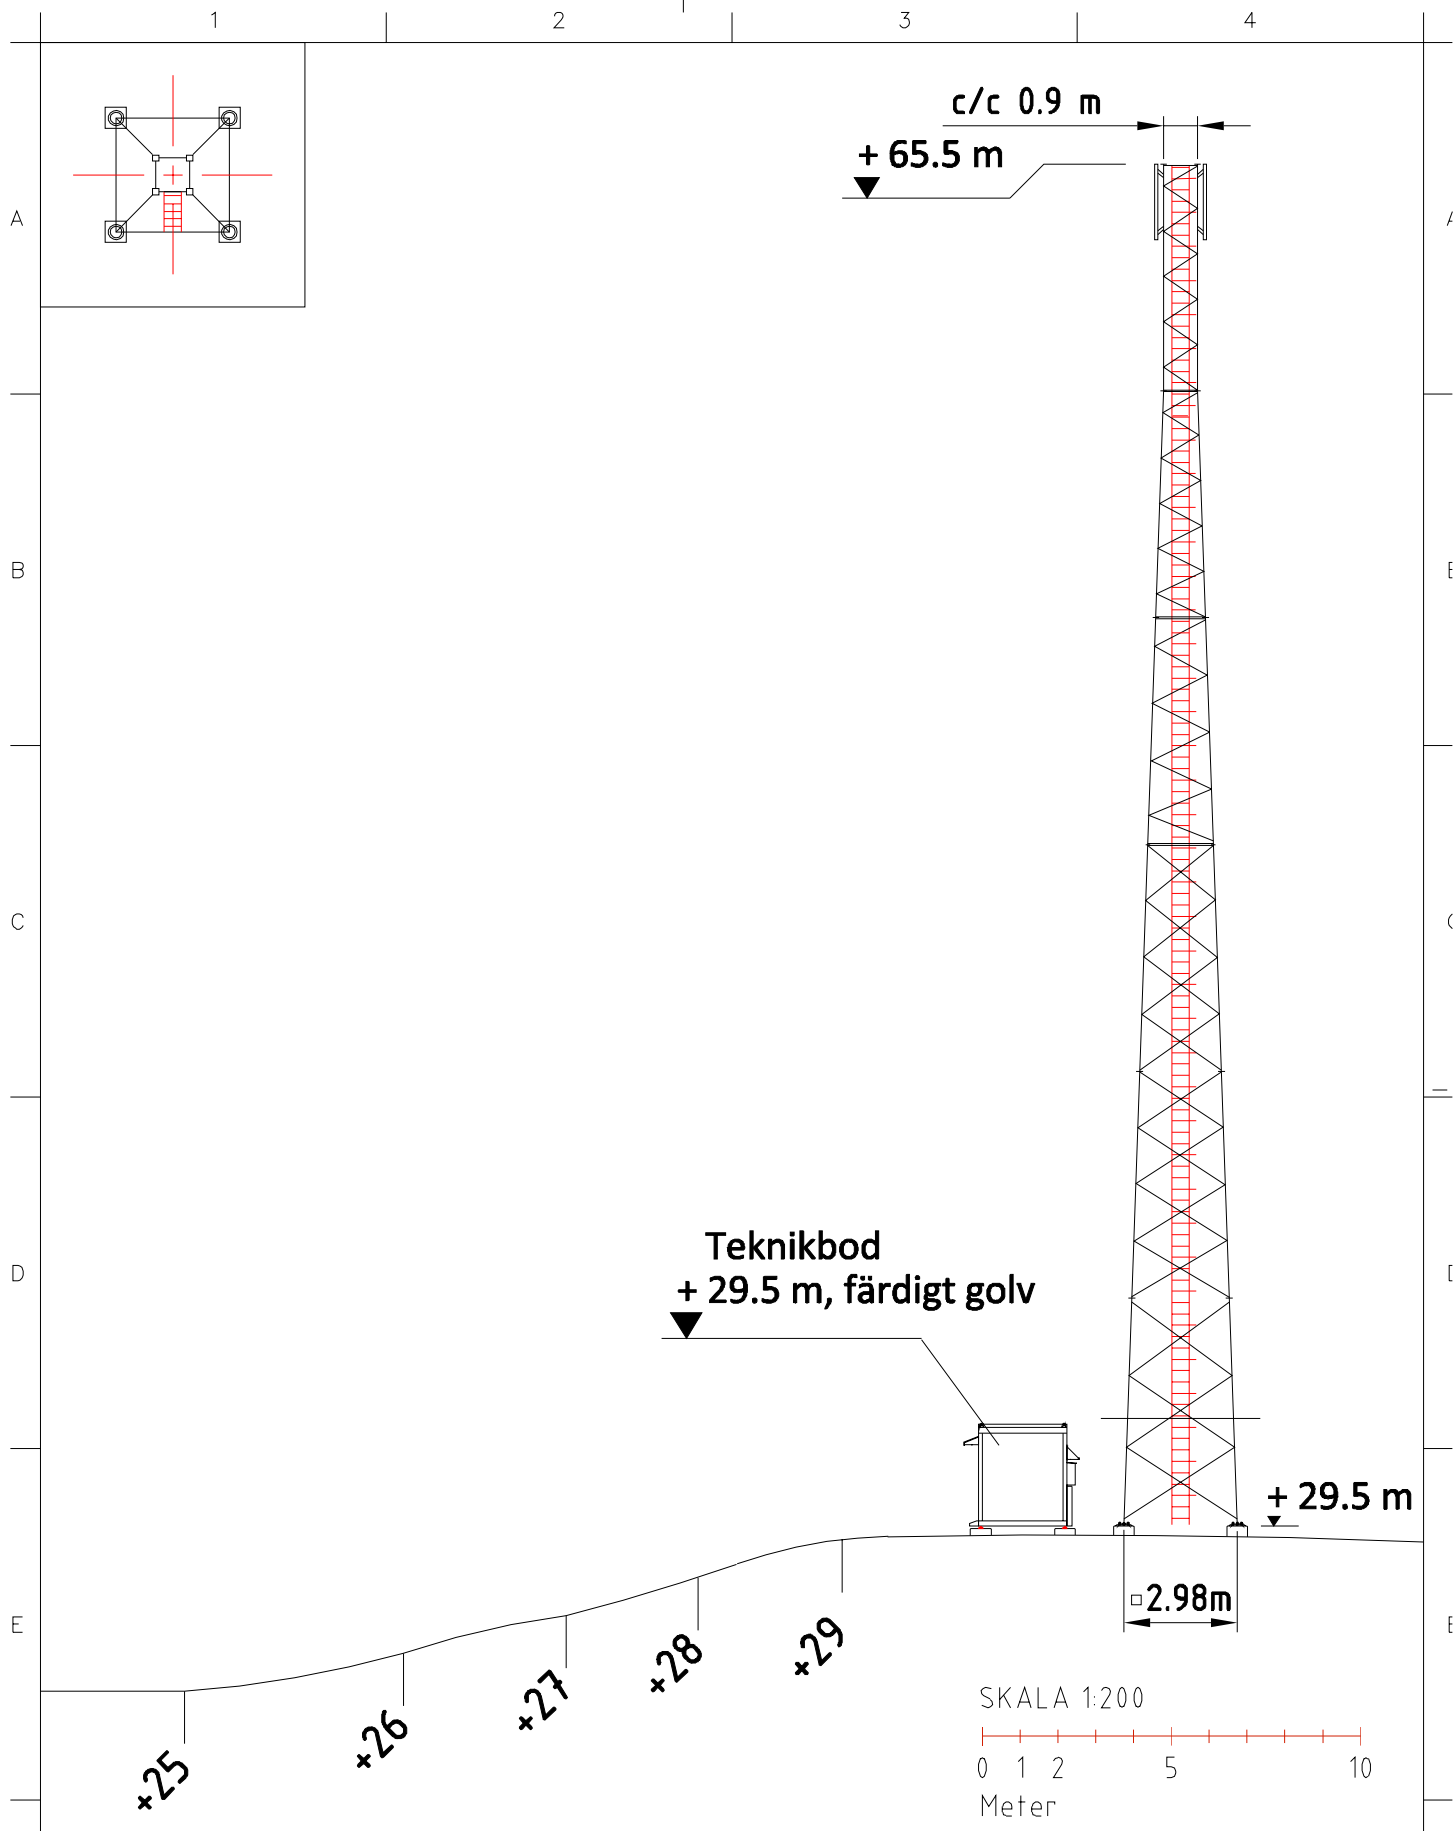 1 2 3 4
c/c 0.9 m
+ 65.5 m
A
B
C
D
E
Teknikbod
+ 29.5 m, färdigt golv
+ 29.5 m
□2.98m
+29
+28
+27
+26
+25
SKALA 1:200
0 1 2 5 10
Meter